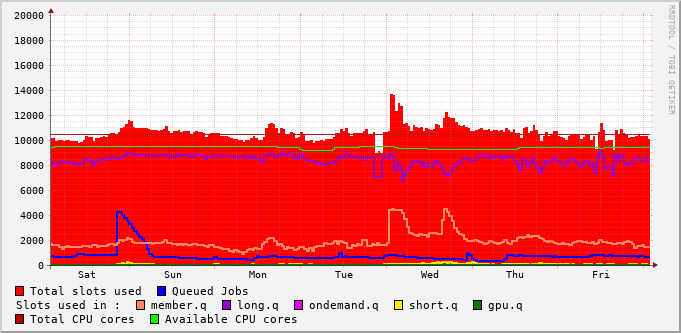 20000
18000
16000
14000
12000
10000
8000
6000
4000
2000
0
Sat Sun Mon Tue Wed Thu Fri
Total slots used Queued Jobs
Slots used in : member.q long.q ondemand.q short.q gpu.q
Total CPU cores Available CPU cores
RRDTOOL / TOBI OETIKER